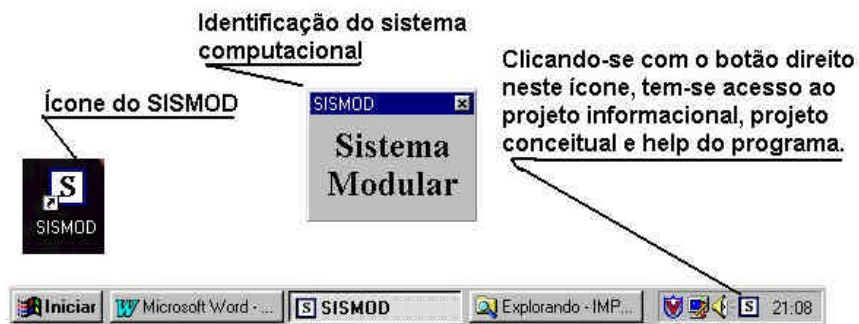 Identificação do sistema
computacional
Clicando-se com o botão direito
neste ícone, tem-se acesso ao
projeto informacional, projeto
conceitual e help do programa.
Ícone do SISMOD
SISMOD
Sistema
Modular
S
SISMOD
Iniciar
Microsoft Word - ...
S SISMOD
Explorando - IMP...
S
21:08